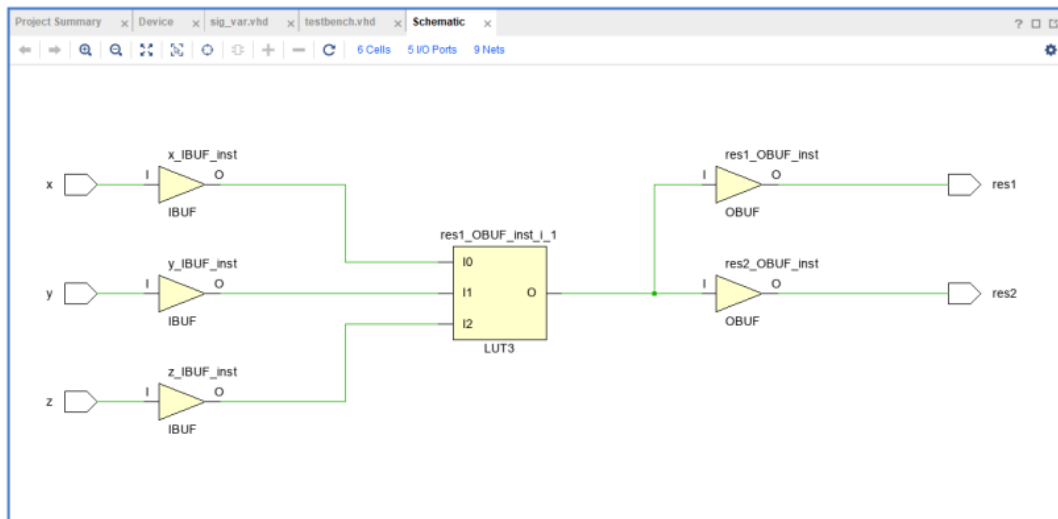 Project Summary × Device × sig_var.vhd × testbench.vhd × Schematic ×
?
6 Cells 5 I/O Ports 9 Nets
x_IBUF_inst
res1_OBUF_inst
x I O
I O res1
IBUF
OBUF
res1_OBUF_inst_i_1
y_IBUF_inst
I0
res2_OBUF_inst
y I O
I1 O
I O res2
IBUF
I2
OBUF
LUT3
z_IBUF_inst
z I O
IBUF